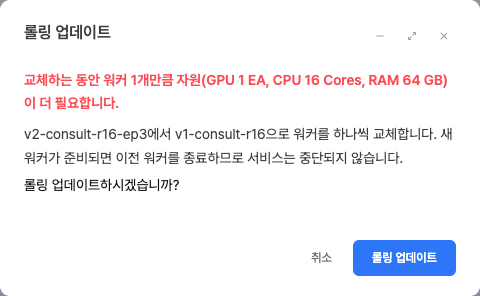 롤링 업데이트
교체하는 동안 워커 1개만큼 자원(GPU 1 EA, CPU 16 Cores, RAM 64 GB)
이 더 필요합니다.
v2-consult-r16-ep3에서 v1-consult-r16으로 워커를 하나씩 교체합니다. 새
워커가 준비되면 이전 워커를 종료하므로 서비스는 중단되지 않습니다.
롤링 업데이트하시겠습니까?
취소
롤링 업데이트